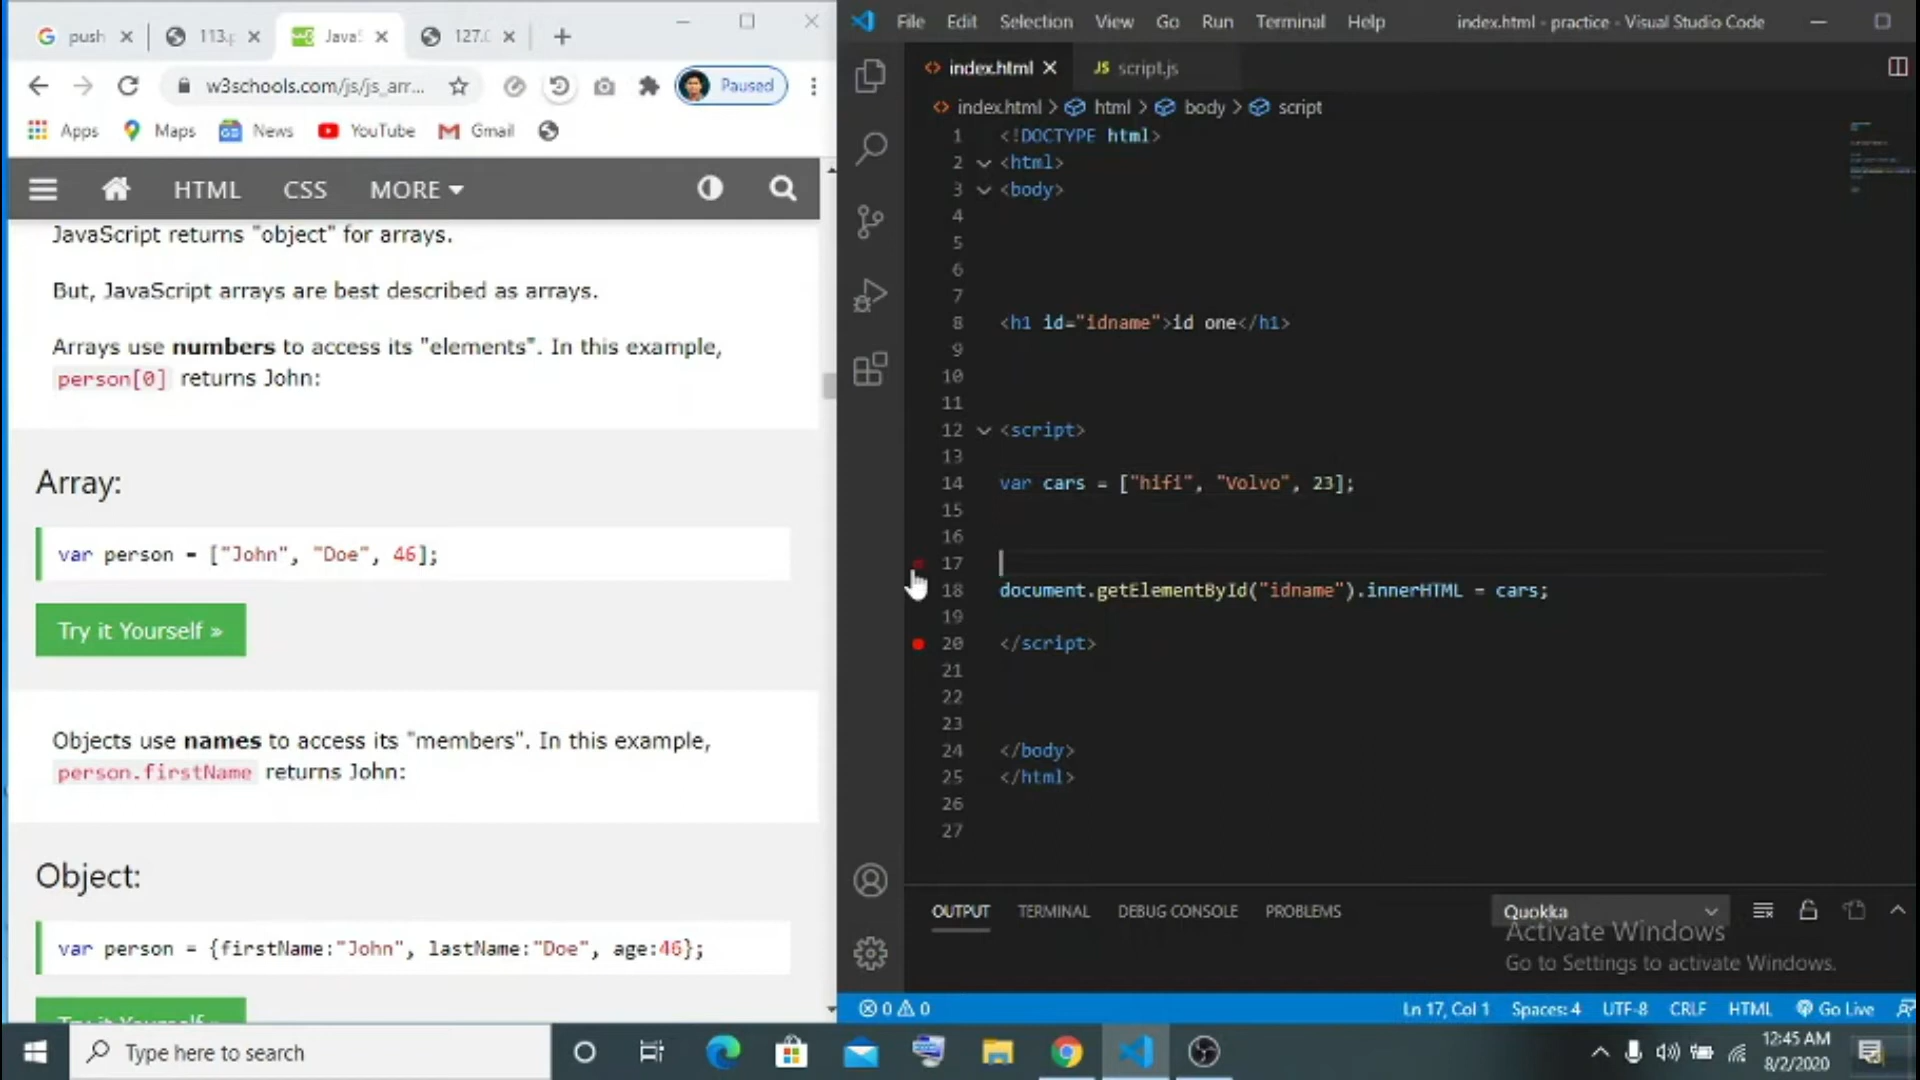 push
113.p
JavaS
127.0
w3schools.com/js/js_arr...
Paused
Apps
Maps
News
YouTube
Gmail
HTML
CSS
MORE
JavaScript returns "object" for arrays.
But, JavaScript arrays are best described as arrays.
Arrays use numbers to access its "elements". In this example,
person[0] returns John:
Array:
var person = ["John", "Doe", 46];
Try it Yourself »
Objects use names to access its "members". In this example,
person.firstName returns John:
Object:
var person = {firstName:"John", lastName:"Doe", age:46};
Try it Yourself »
File Edit Selection View Go Run Terminal Help
index.html - practice - Visual Studio Code
index.html
JS script.js
index.html > html > body > script
1 <!DOCTYPE html>
2 <html>
3 <body>
4
5
6
7
8 <h1 id="idname">id one</h1>
9
10
11
12 <script>
13
14 var cars = ["hifi", "Volvo", 23];
15
16
17
18 document.getElementById("idname").innerHTML = cars;
19
20 </script>
21
22
23
24 </body>
25 </html>
26
27
OUTPUT TERMINAL DEBUG CONSOLE PROBLEMS
Quokka
Activate Windows
Go to Settings to activate Windows.
0 0
Ln 17, Col 1
Spaces: 4
UTF-8
CRLF
HTML
Go Live
Type here to search
12:45 AM
8/2/2020